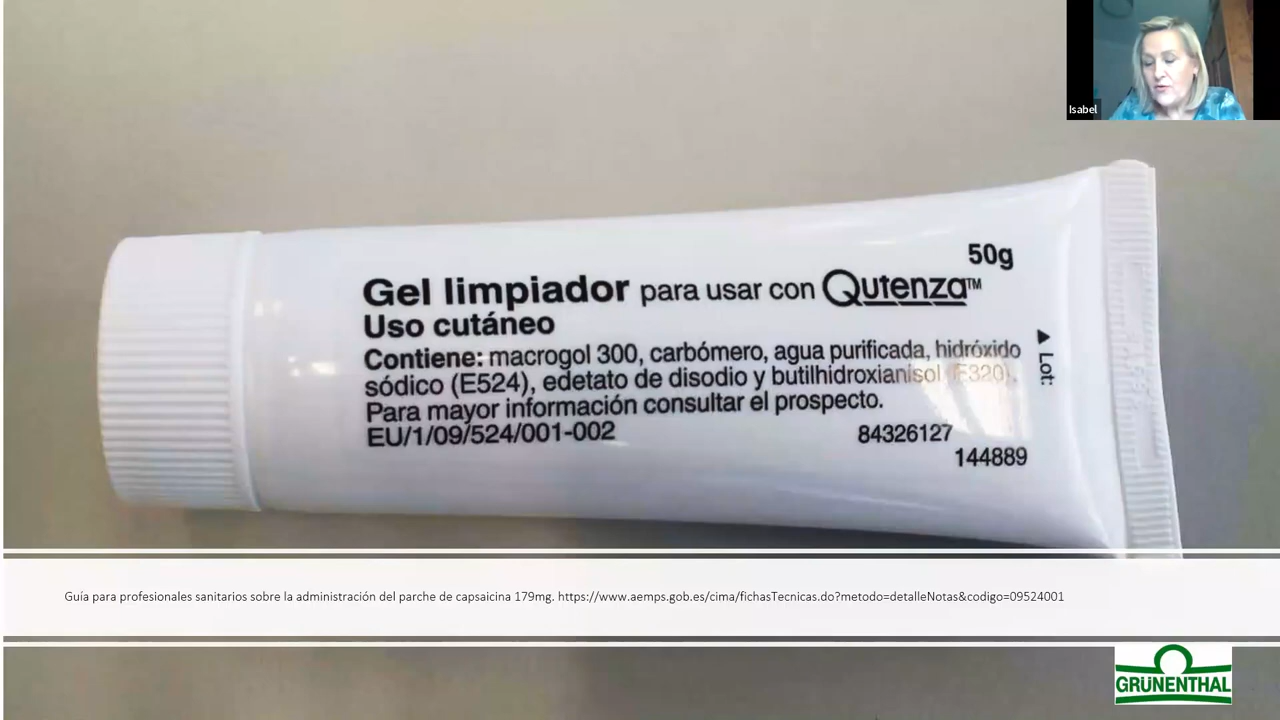 Isabel
50g
Gel limpiador para usar con Qutenza™
Uso cutáneo
Contiene: macrogol 300, carbómero, agua purificada, hidróxido
sódico (E524), edetato de disodio y butilhidroxianisol (E320).
Para mayor información consultar el prospecto.
EU/1/09/524/001-002
84326127
144889
▲ Lot:
Guía para profesionales sanitarios sobre la administración del parche de capsaicina 179mg. https://www.aemps.gob.es/cima/fichasTecnicas.do?metodo=detalleNotas&codigo=09524001
GRÜNENTHAL